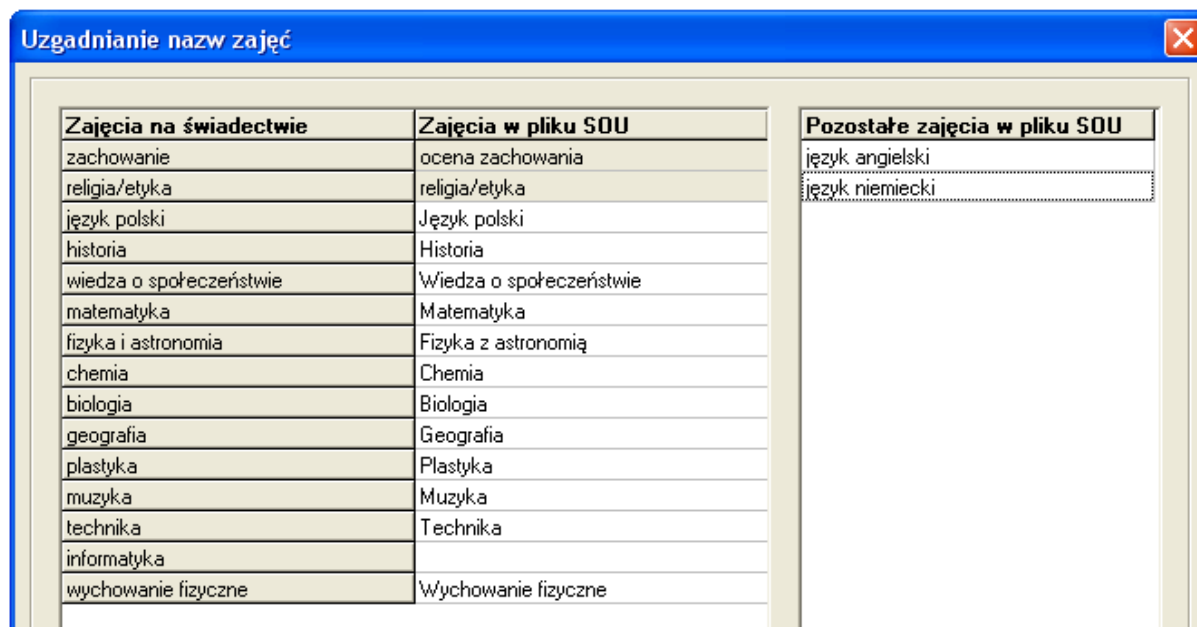 Uzgadnianie nazw zajęć
Zajęcia na świadectwie Zajęcia w pliku SOU
zachowanie ocena zachowania
religia/etyka religia/etyka
język polski Język polski
historia Historia
wiedza o społeczeństwie Wiedza o społeczeństwie
matematyka Matematyka
fizyka i astronomia Fizyka z astronomią
chemia Chemia
biologia Biologia
geografia Geografia
plastyka Plastyka
muzyka Muzyka
technika Technika
informatyka
wychowanie fizyczne Wychowanie fizyczne
Pozostałe zajęcia w pliku SOU
język angielski
język niemiecki